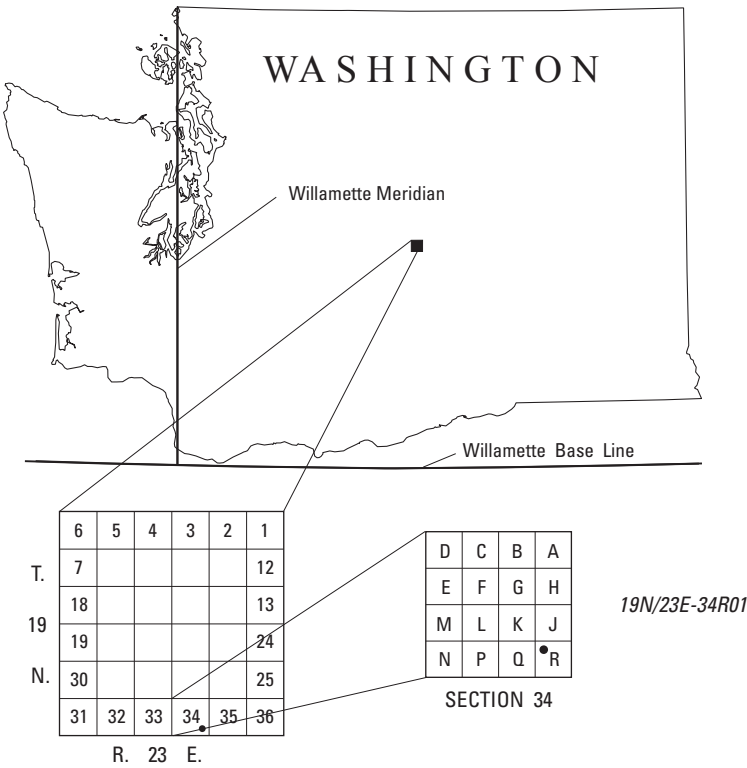 WASHINGTON
Willamette Meridian
Willamette Base Line
6 5 4 3 2 1
T. 7 12
18 13
19 19 24
N. 30 25
31 32 33 34 35 36
R. 23 E.
D C B A
E F G H
M L K J
N P Q R
SECTION 34
19N/23E-34R01